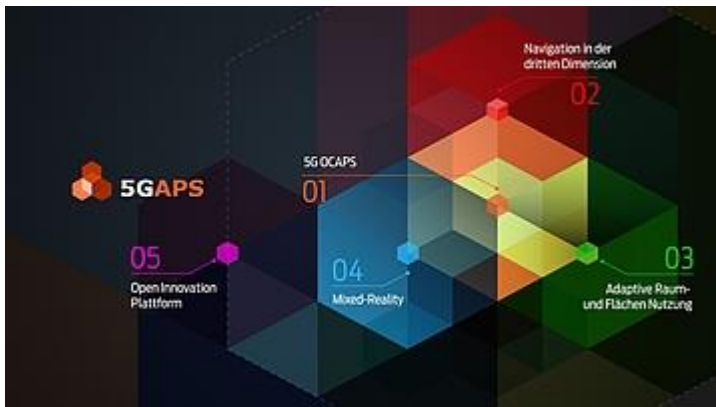 Navigation in der
dritten Dimension
02
5G OCAPS
01
5GAPS
05
Open Innovation
Plattform
04
Mixed-Reality
03
Adaptive Raum-
und Flächen Nutzung